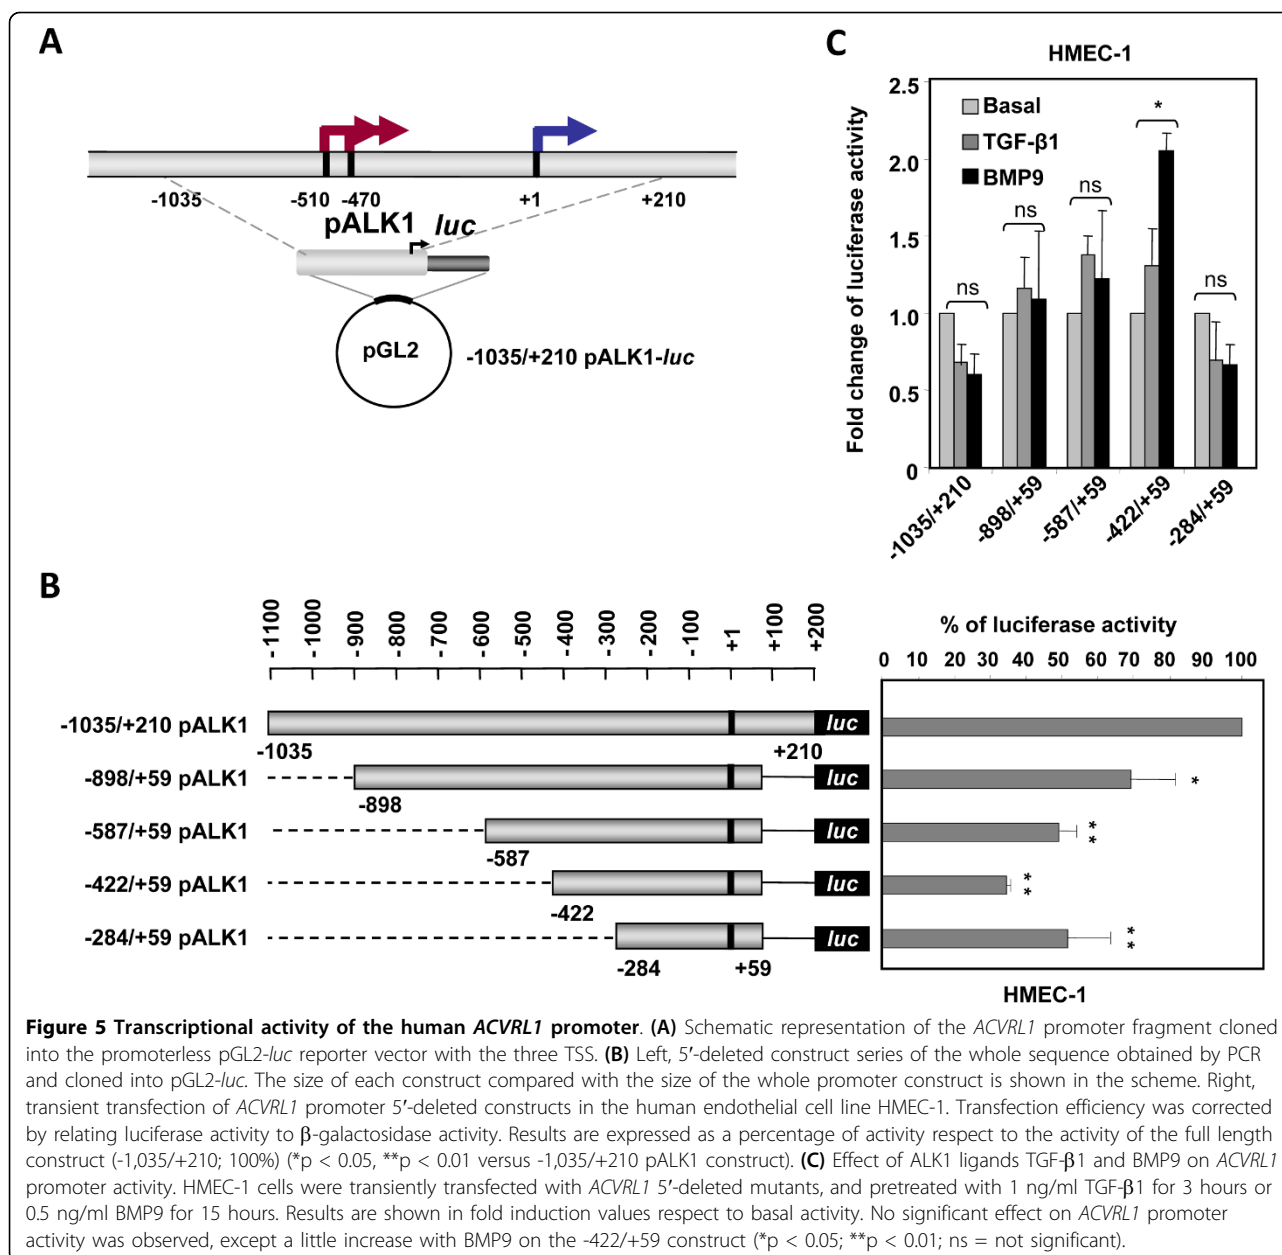 A
-1035
-510
-470
+1
+210
pALK1
luc
pGL2
-1035/+210 pALK1-luc
C
HMEC-1
Fold change of luciferase activity
2.5
2.0
1.5
1.0
0.5
0
Basal
TGF-β1
BMP9
ns
ns
ns
*
ns
-1035/+210
-898/+59
-587/+59
-422/+59
-284/+59
B
- 1100
- 1000
- 900
- 800
- 700
- 600
- 500
- 400
- 300
- 200
- 100
+1
+100
+200
-1035/+210 pALK1
luc
-1035
+210
-898/+59 pALK1
luc
-898
-587/+59 pALK1
luc
-587
-422/+59 pALK1
luc
-422
-284/+59 pALK1
luc
-284
+59
% of luciferase activity
0 10 20 30 40 50 60 70 80 90 100
*
**
**
**
HMEC-1
Figure 5 Transcriptional activity of the human ACVRL1 promoter. (A) Schematic representation of the ACVRL1 promoter fragment cloned
into the promoterless pGL2-luc reporter vector with the three TSS. (B) Left, 5′-deleted construct series of the whole sequence obtained by PCR
and cloned into pGL2-luc. The size of each construct compared with the size of the whole promoter construct is shown in the scheme. Right,
transient transfection of ACVRL1 promoter 5′-deleted constructs in the human endothelial cell line HMEC-1. Transfection efficiency was corrected
by relating luciferase activity to β-galactosidase activity. Results are expressed as a percentage of activity respect to the activity of the full length
construct (-1,035/+210; 100%) (*p < 0.05, **p < 0.01 versus -1,035/+210 pALK1 construct). (C) Effect of ALK1 ligands TGF-β1 and BMP9 on ACVRL1
promoter activity. HMEC-1 cells were transiently transfected with ACVRL1 5′-deleted mutants, and pretreated with 1 ng/ml TGF-β1 for 3 hours or
0.5 ng/ml BMP9 for 15 hours. Results are shown in fold induction values respect to basal activity. No significant effect on ACVRL1 promoter
activity was observed, except a little increase with BMP9 on the -422/+59 construct (*p < 0.05; **p < 0.01; ns = not significant).